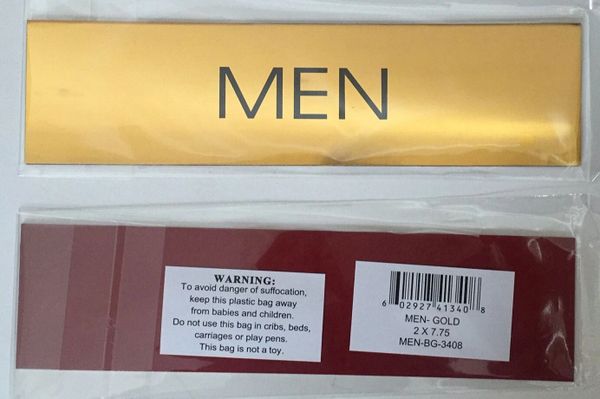 MEN
WARNING:
To avoid danger of suffocation,
keep this plastic bag away
from babies and children.
Do not use this bag in cribs, beds,
carriages or play pens.
This bag is not a toy.
6 02927 41340 8
MEN- GOLD
2 X 7.75
MEN-BG-3408